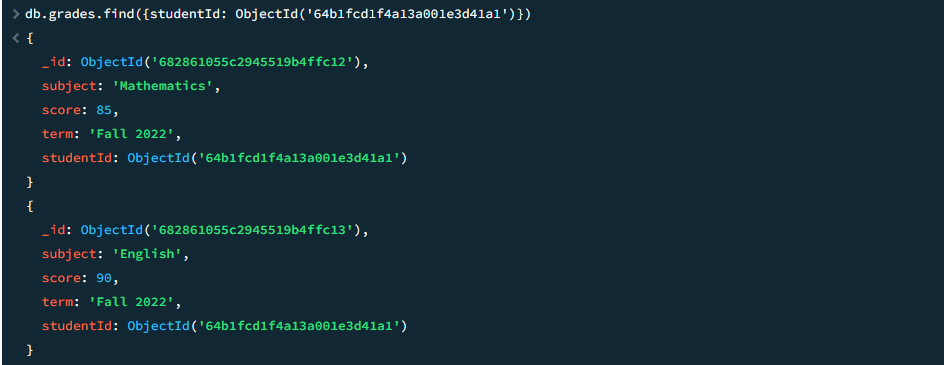 > db.grades.find({studentId: ObjectId('64b1fcd1f4a13a001e3d41a1')})
< {
_id: ObjectId('682861055c2945519b4ffc12'),
subject: 'Mathematics',
score: 85,
term: 'Fall 2022',
studentId: ObjectId('64b1fcd1f4a13a001e3d41a1')
}
{
_id: ObjectId('682861055c2945519b4ffc13'),
subject: 'English',
score: 90,
term: 'Fall 2022',
studentId: ObjectId('64b1fcd1f4a13a001e3d41a1')
}